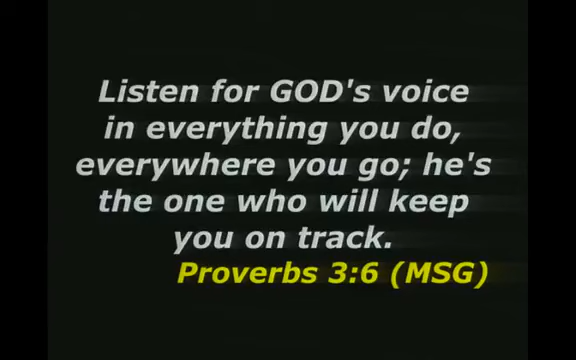 Listen for GOD's voice
in everything you do,
everywhere you go; he's
the one who will keep
you on track.
Proverbs 3:6 (MSG)